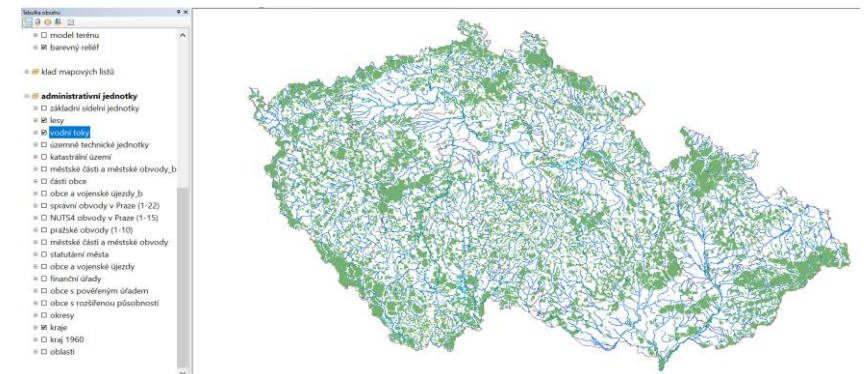 Tabulka obsahu
model terénu
barevný reliéf
klad mapových listů
administrativní jednotky
základní sídelní jednotky
lesy
vodní toky
územně technické jednotky
katastrální území
městské části a městské obvody_b
části obce
obce a vojenské újezdy_b
správní obvody v Praze (1-22)
NUTS4 obvody v Praze (1-15)
pražské obvody (1-10)
městské části a městské obvody
statutární města
obce a vojenské újezdy
finanční úřady
obce s pověřeným úřadem
obce s rozšířenou působností
okresy
kraje
kraj 1960
oblasti